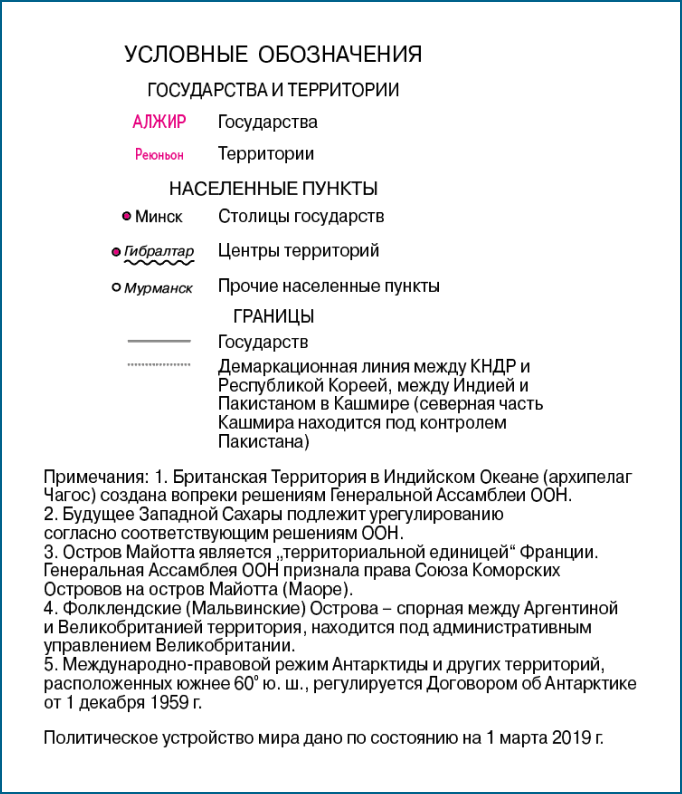 УСЛОВНЫЕ ОБОЗНАЧЕНИЯ
ГОСУДАРСТВА И ТЕРРИТОРИИ
АЛЖИР Государства
Реюньон Территории
НАСЕЛЕННЫЕ ПУНКТЫ
Минск Столицы государств
Гибралтар Центры территорий
Мурманск Прочие населенные пункты
ГРАНИЦЫ
Государств
Демаркационная линия между КНДР и
Республикой Кореей, между Индией и
Пакистаном в Кашмире (северная часть
Кашмира находится под контролем
Пакистана)
Примечания: 1. Британская Территория в Индийском Океане (архипелаг
Чагос) создана вопреки решениям Генеральной Ассамблеи ООН.
2. Будущее Западной Сахары подлежит урегулированию
согласно соответствующим решениям ООН.
3. Остров Майотта является „территориальной единицей“ Франции.
Генеральная Ассамблея ООН признала права Союза Коморских
Островов на остров Майотта (Маоре).
4. Фолклендские (Мальвинские) Острова – спорная между Аргентиной
и Великобританией территория, находится под административным
управлением Великобритании.
5. Международно-правовой режим Антарктиды и других территорий,
расположенных южнее 60° ю. ш., регулируется Договором об Антарктике
от 1 декабря 1959 г.
Политическое устройство мира дано по состоянию на 1 марта 2019 г.